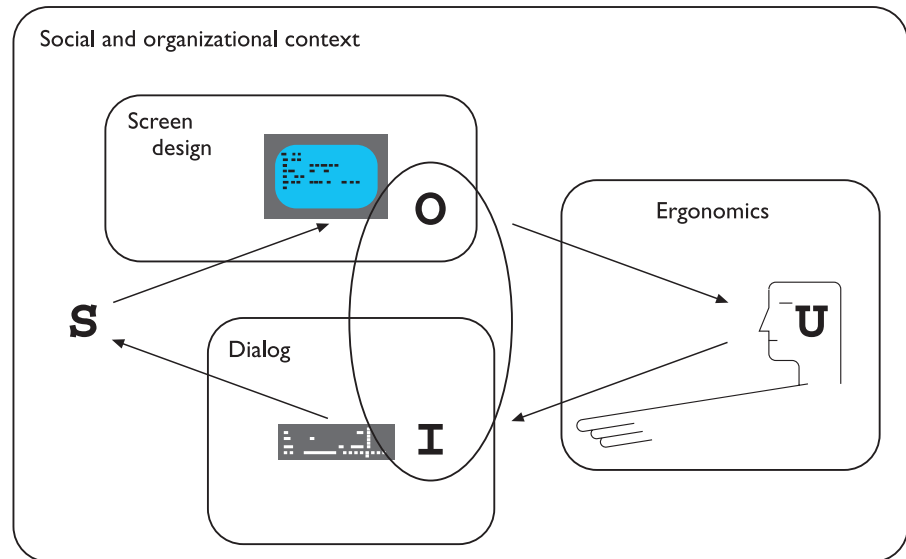 Social and organizational context
Screen
design
O
Ergonomics
S
U
Dialog
I